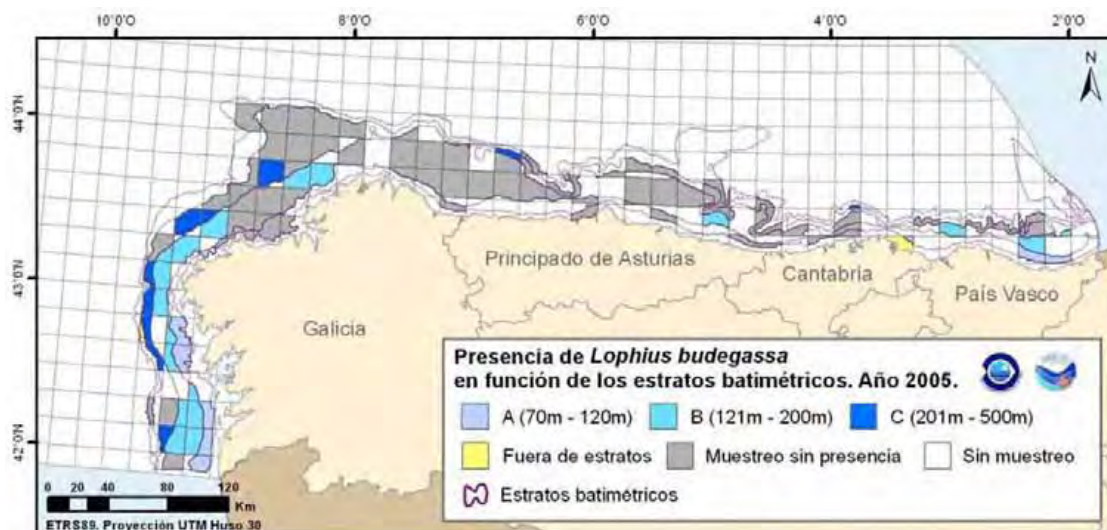 10°0'O 8°0'O 6°0'O 4°0'O 2°0'O
N
44°0'N
43°0'N
42°0'N
Principado de Asturias
Cantabria
País Vasco
Galicia
Presencia de Lophius budegassa
en función de los estratos batimétricos. Año 2005.
A (70m - 120m) B (121m - 200m) C (201m - 500m)
Fuera de estratos Muestreo sin presencia Sin muestreo
Estratos batimétricos
0 20 40 80 120
Km
ETRS89. Proyección UTM Huso 30